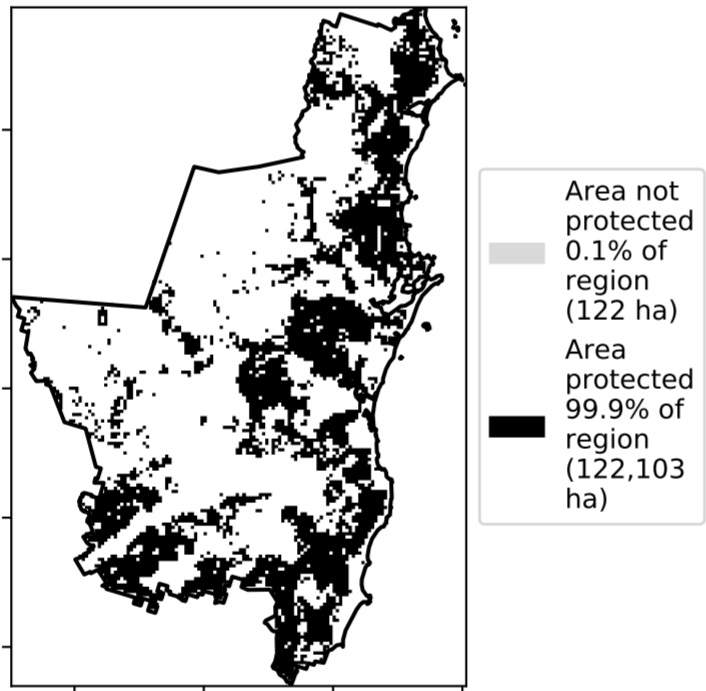 Area not
protected
0.1% of
region
(122 ha)
Area
protected
99.9% of
region
(122,103
ha)